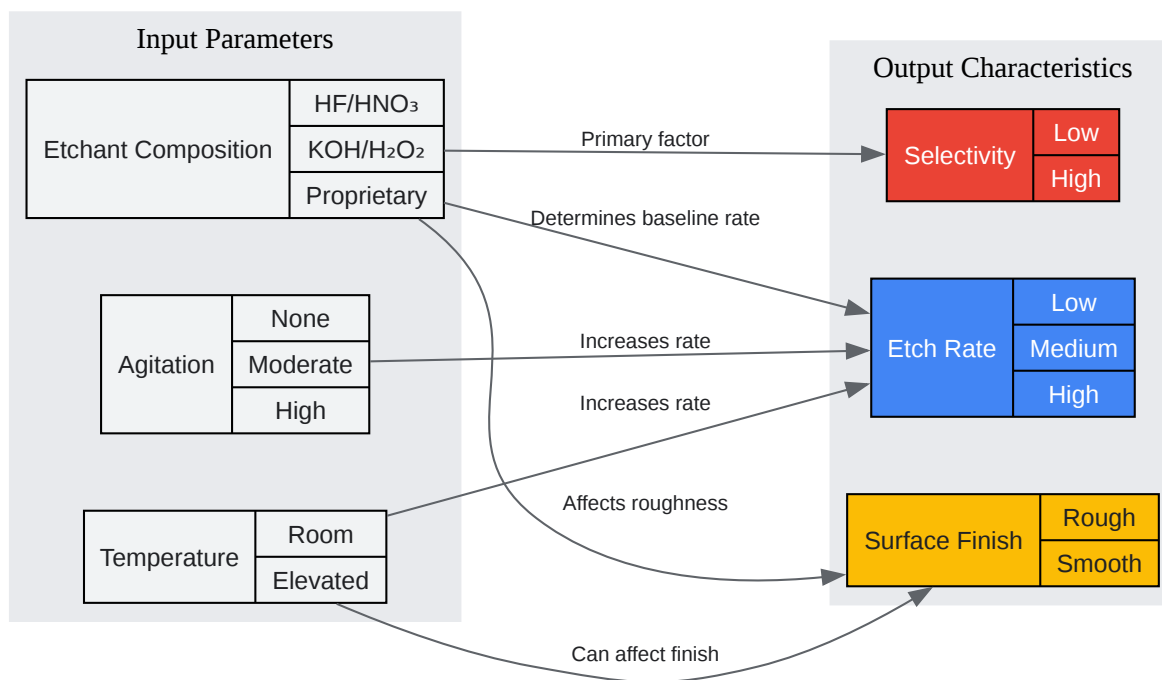 Input Parameters
Etchant Composition
HF/HNO₃
KOH/H₂O₂
Proprietary
Agitation
None
Moderate
High
Temperature
Room
Elevated
Primary factor
Determines baseline rate
Increases rate
Increases rate
Affects roughness
Can affect finish
Output Characteristics
Selectivity
Low
High
Etch Rate
Low
Medium
High
Surface Finish
Rough
Smooth